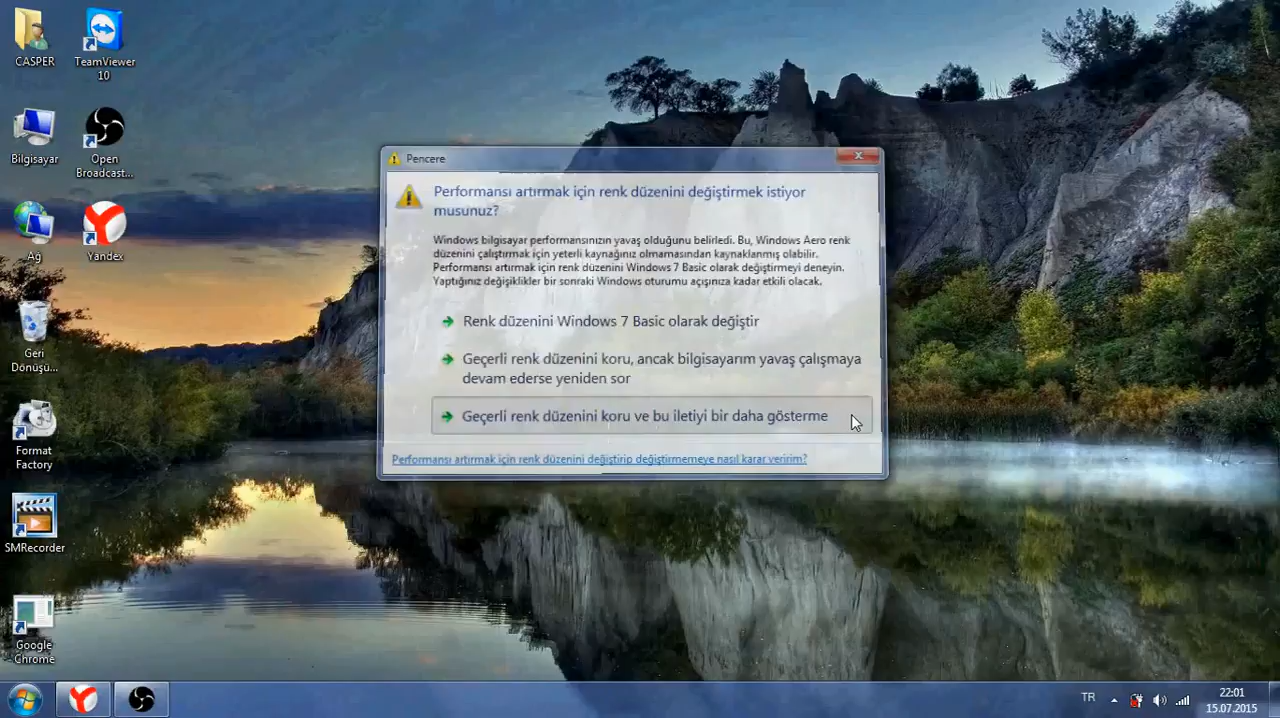 CASPER
TeamViewer
10
Bilgisayar
Open
Broadcast...
Ağ
Yandex
Geri
Dönüşü...
Format
Factory
SMRecorder
Google
Chrome
Pencere
Performansı artırmak için renk düzenini değiştirmek istiyor
musunuz?
Windows bilgisayar performansınızın yavaş olduğunu belirledi. Bu, Windows Aero renk
düzenini çalıştırmak için yeterli kaynağınız olmamasından kaynaklanmış olabilir.
Performansı artırmak için renk düzenini Windows 7 Basic olarak değiştirmeyi deneyin.
Yaptığınız değişiklikler bir sonraki Windows oturumu açışınıza kadar etkili olacak.
Renk düzenini Windows 7 Basic olarak değiştir
Geçerli renk düzenini koru, ancak bilgisayarım yavaş çalışmaya
devam ederse yeniden sor
Geçerli renk düzenini koru ve bu iletiyi bir daha gösterme
Performansı artırmak için renk düzenini değiştirip değiştirmemeye nasıl karar veririm?
TR
22:01
15.07.2015